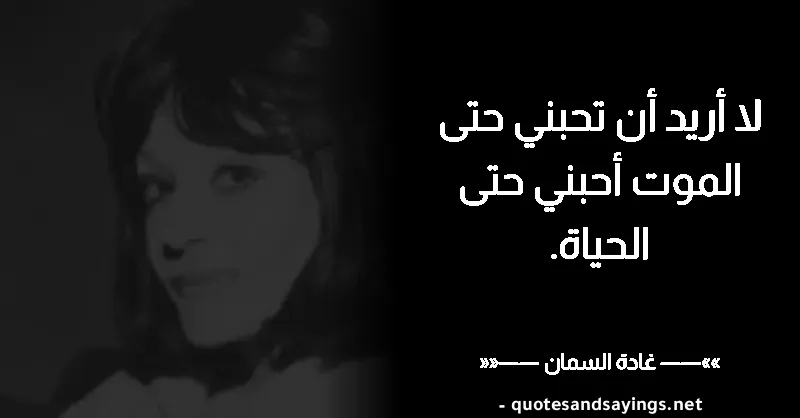 لا أريد أن تحبني حتى
الموت أحبني حتى
الحياة.
»»——— غادة السمان ———««
- quotesandsayings.net